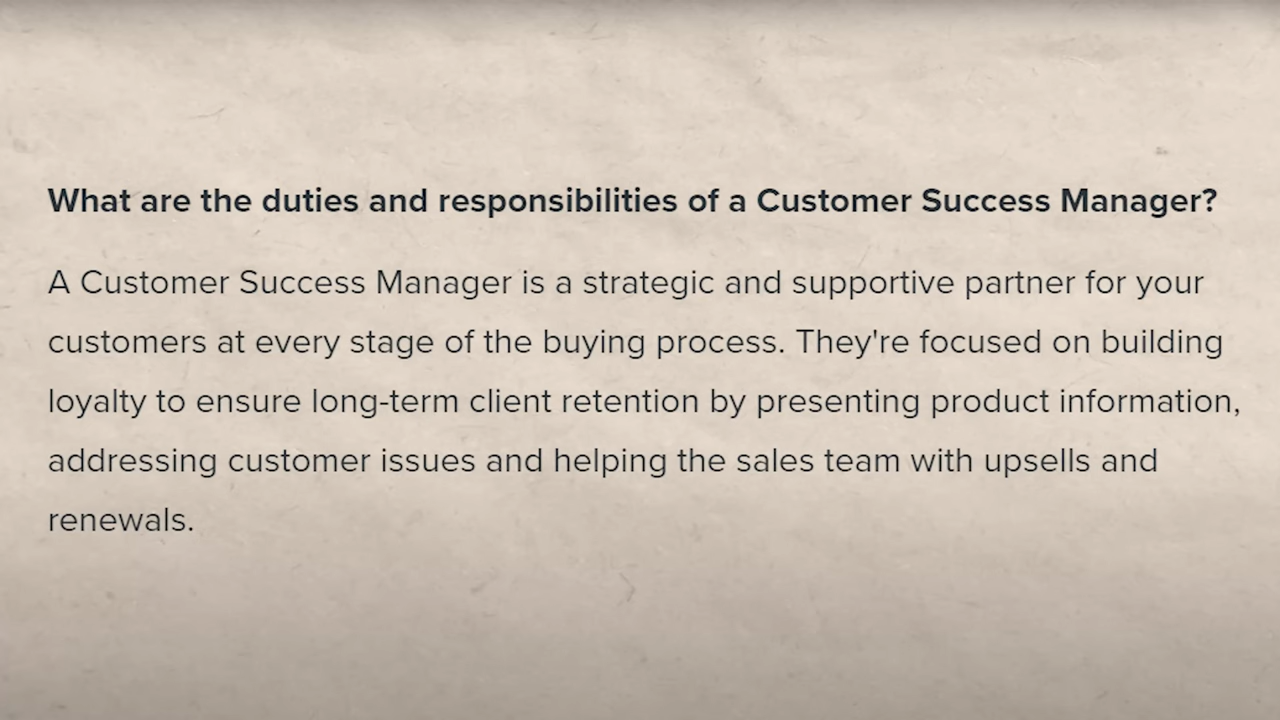 What are the duties and responsibilities of a Customer Success Manager?
A Customer Success Manager is a strategic and supportive partner for your
customers at every stage of the buying process. They're focused on building
loyalty to ensure long-term client retention by presenting product information,
addressing customer issues and helping the sales team with upsells and
renewals.